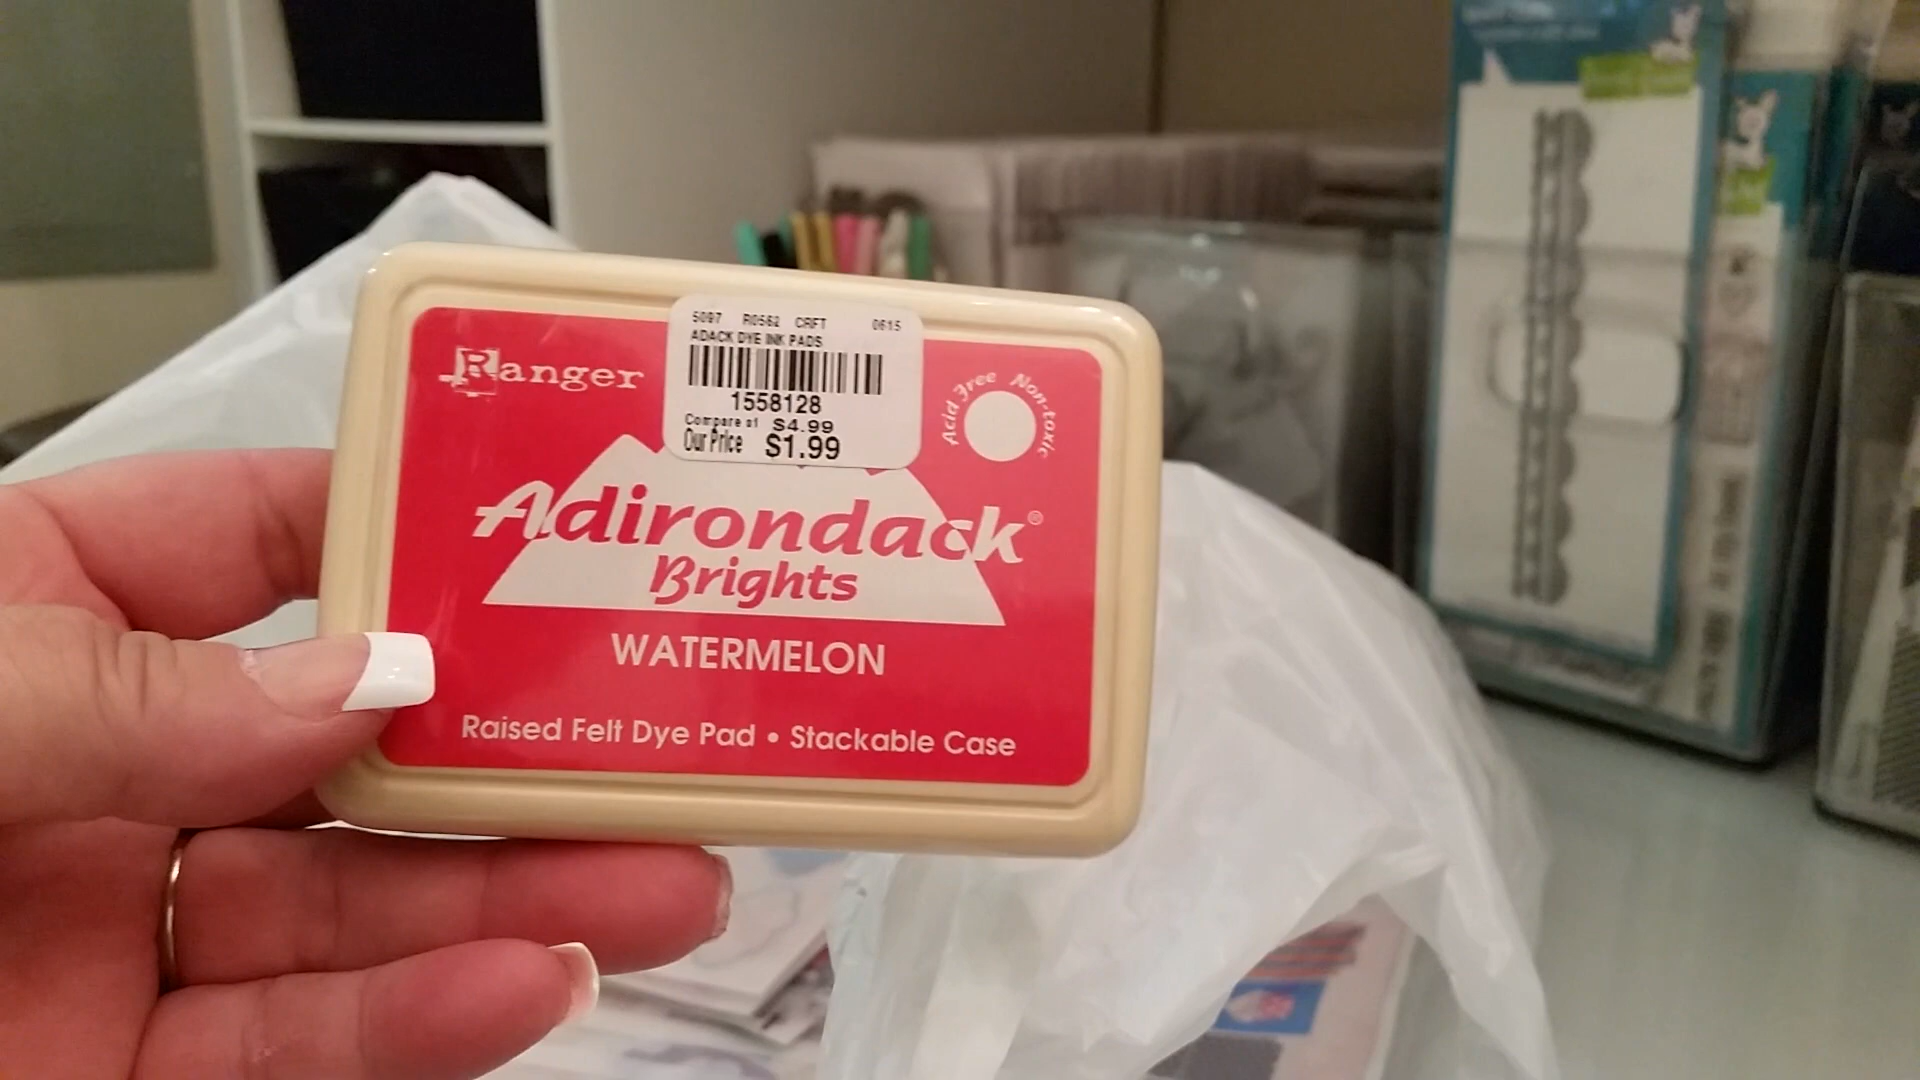 5097 R0562 CRFT 0615
ADACK DYE INK PADS
1558128
Compare at $4.99
Our Price $1.99
Ranger
Acid Free Non-toxic
Adirondack®
Brights
WATERMELON
Raised Felt Dye Pad • Stackable Case